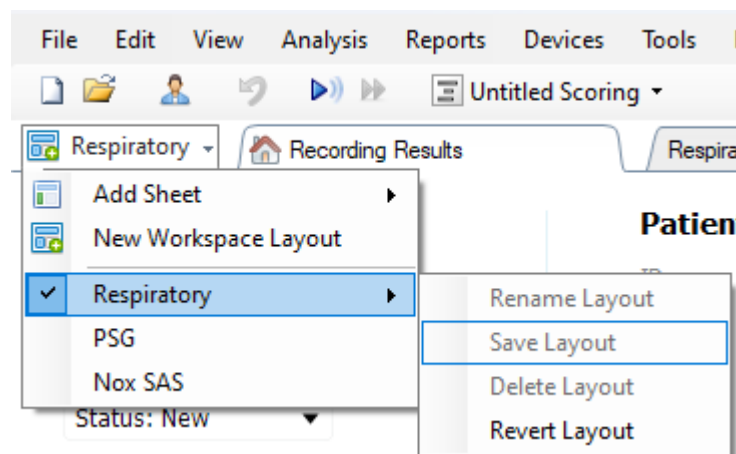 File Edit View Analysis Reports Devices Tools
Untitled Scoring
Respiratory Recording Results Respira
Add Sheet
New Workspace Layout
Patien
Respiratory
PSG
Nox SAS
Rename Layout
Save Layout
Delete Layout
Revert Layout
Status: New